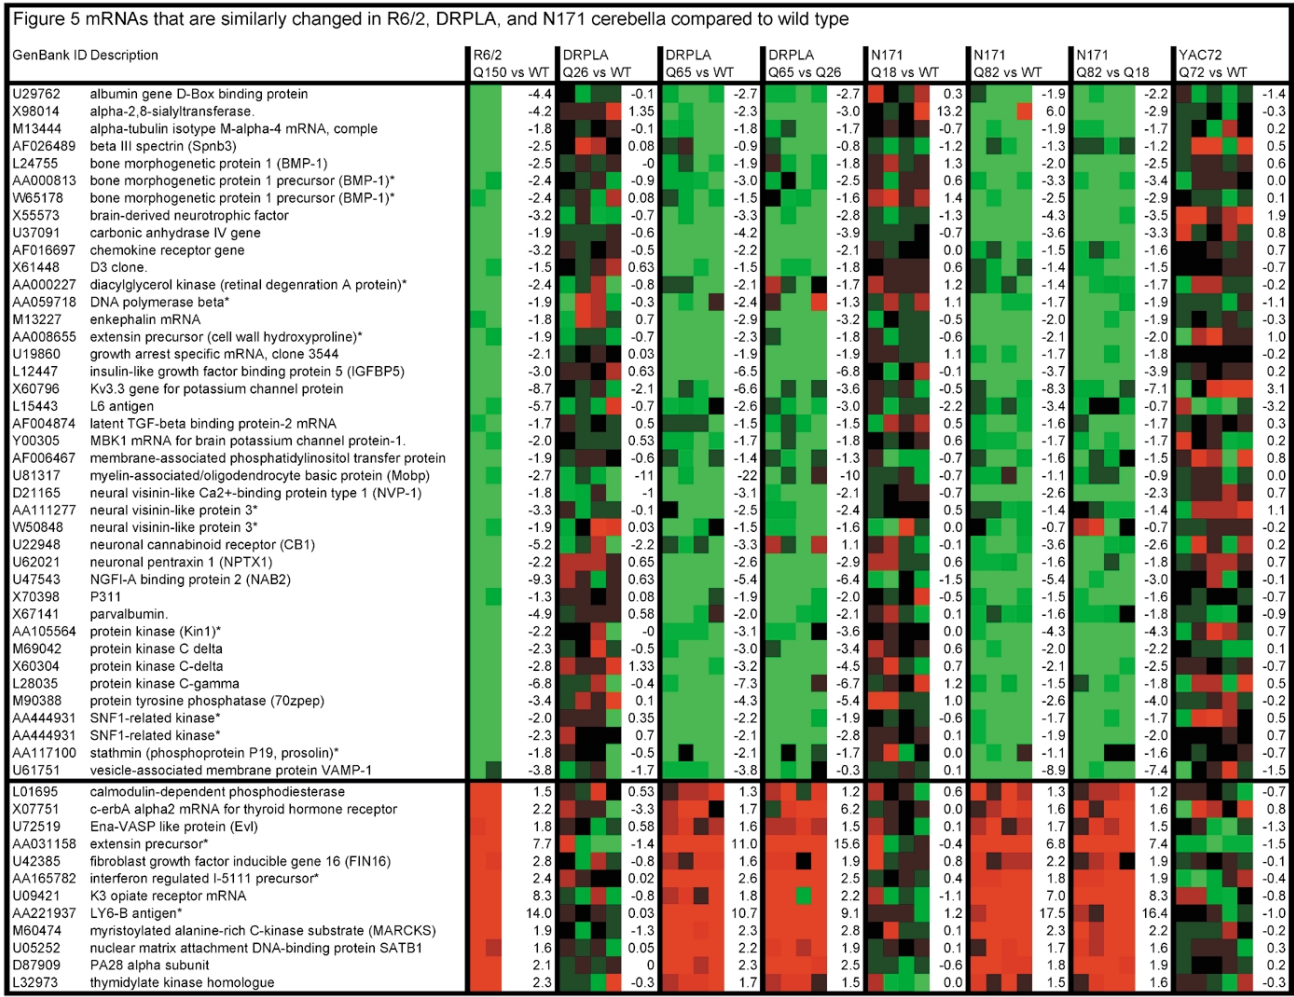 Figure 5 mRNAs that are similarly changed in R6/2, DRPLA, and N171 cerebella compared to wild type
GenBank ID Description R6/2 DRPLA DRPLA DRPLA N171 N171 N171 YAC72
Q150 vs WT Q26 vs WT Q65 vs WT Q65 vs Q26 Q18 vs WT Q82 vs WT Q82 vs Q18 Q72 vs WT
U29762 albumin gene D-Box binding protein -4.4 -0.1 -2.7 -2.7 0.3 -1.9 -2.2 -1.4
X98014 alpha-2,8-sialyltransferase. -4.2 1.35 -2.3 -3.0 13.2 6.0 -2.9 -0.3
M13444 alpha-tubulin isotype M-alpha-4 mRNA, comple -1.8 -0.1 -1.8 -1.7 -0.7 -1.9 -1.7 0.2
AF026489 beta III spectrin (Spnb3) -2.5 0.08 -0.9 -0.8 -1.2 -1.3 -1.2 0.5
L24755 bone morphogenetic protein 1 (BMP-1) -2.5 -0 -1.9 -1.8 1.3 -2.0 -2.5 0.6
AA000813 bone morphogenetic protein 1 precursor (BMP-1)* -2.4 -0.9 -3.0 -2.5 0.6 -3.3 -3.4 0.0
W65178 bone morphogenetic protein 1 precursor (BMP-1)* -2.4 0.08 -1.5 -1.6 1.4 -2.5 -2.9 0.1
X55573 brain-derived neurotrophic factor -3.2 -0.7 -3.3 -2.8 -1.3 -4.3 -3.5 1.9
U37091 carbonic anhydrase IV gene -1.9 -0.6 -4.2 -3.9 -1.1 -3.6 -3.3 0.8
AF016697 chemokine receptor gene -3.2 -0.5 -2.2 -2.1 0.0 -1.5 -1.6 0.7
X61448 D3 clone. -1.5 0.63 -1.5 -1.8 0.6 -1.4 -1.5 -0.7
AA000227 diacylglycerol kinase (retinal degenration A protein)* -2.4 -0.8 -2.1 -1.7 1.2 -1.4 -1.7 -0.2
AA059718 DNA polymerase beta* -1.9 -0.3 -2.4 -1.3 1.1 -1.7 -1.9 -1.1
M13227 enkephalin mRNA -1.8 0.7 -2.9 -3.2 -0.5 -2.0 -1.9 -0.3
AA008655 extensin precursor (cell wall hydroxyproline)* -1.9 -0.7 -2.3 -1.8 -0.6 -2.1 -2.0 1.0
U19860 growth arrest specific mRNA, clone 3544 -2.1 0.03 -1.9 -1.9 1.1 -1.7 -1.8 -0.2
L12447 insulin-like growth factor binding protein 5 (IGFBP5) -3.0 0.63 -6.5 -6.8 -0.1 -3.7 -3.9 0.2
X60796 Kv3.3 gene for potassium channel protein -8.7 -2.1 -6.6 -3.6 -0.5 -8.3 -7.1 3.1
L15443 L6 antigen -5.7 -0.7 -2.6 -3.0 -2.2 -3.4 -0.7 -3.2
AF004874 latent TGF-beta binding protein-2 mRNA -1.7 0.5 -1.5 -1.5 0.6 -1.6 -1.7 0.3
Y00305 MBK1 mRNA for brain potassium channel protein-1. -2.0 0.53 -1.7 -1.8 0.6 -1.7 -1.7 0.2
AF006467 membrane-associated phosphatidylinositol transfer protein -1.9 -0.6 -1.4 -1.3 -0.7 -1.6 -1.5 0.8
U81317 myelin-associated/oligodendrocyte basic protein (Mobp) -2.7 -11 -22 -10 -0.7 -1.1 -0.9 0.0
D21165 neural visinin-like Ca2+-binding protein type 1 (NVP-1) -1.8 -1 -3.1 -2.1 -0.7 -2.6 -2.3 0.7
AA111277 neural visinin-like protein 3* -3.3 -0.1 -2.5 -2.4 0.5 -1.4 -1.4 1.1
W50848 neural visinin-like protein 3* -1.9 0.03 -1.5 -1.6 0.0 -0.7 -0.7 -0.2
U22948 neuronal cannabinoid receptor (CB1) -5.2 -2.2 -3.3 1.1 -0.1 -3.6 -2.6 0.2
U62021 neuronal pentraxin 1 (NPTX1) -2.2 0.65 -2.6 -2.9 0.6 -1.6 -1.8 0.7
U47543 NGFI-A binding protein 2 (NAB2) -9.3 0.63 -5.4 -6.4 -1.5 -5.4 -3.0 -0.1
X70398 P311 -1.3 0.08 -1.9 -2.0 -0.5 -1.7 -1.5 -0.7
X67141 parvalbumin. -4.9 0.58 -2.0 -2.1 0.1 -1.6 -1.8 -0.9
AA105564 protein kinase (Kin1)* -2.2 -0 -3.1 -3.6 0.0 -4.3 -4.3 0.7
M69042 protein kinase C delta -2.3 -0.5 -3.0 -3.4 0.6 -2.0 -2.2 0.1
X60304 protein kinase C-delta -2.8 1.33 -3.2 -4.5 0.7 -2.1 -2.5 -0.7
L28035 protein kinase C-gamma -6.8 -0.4 -7.3 -6.7 1.2 -1.5 -1.8 0.5
M90388 protein tyrosine phosphatase (70zpep) -3.4 0.1 -4.3 -5.4 1.0 -2.6 -4.0 -0.2
AA444931 SNF1-related kinase* -2.0 0.35 -2.2 -1.9 -0.6 -1.9 -1.7 0.5
AA444931 SNF1-related kinase* -2.3 0.7 -2.1 -2.8 0.1 -1.9 -2.0 -0.7
AA117100 stathmin (phosphoprotein P19, prosolin)* -1.8 -0.5 -2.1 -1.7 0.0 -1.1 -1.6 -0.7
U61751 vesicle-associated membrane protein VAMP-1 -3.8 -1.7 -3.8 -0.3 0.1 -8.9 -7.4 -1.5
L01695 calmodulin-dependent phosphodiesterase 1.5 0.53 1.3 1.2 0.6 1.3 1.2 -0.7
X07751 c-erbA alpha2 mRNA for thyroid hormone receptor 2.2 -3.3 1.7 6.2 0.0 1.6 1.6 0.8
U72519 Ena-VASP like protein (Evl) 1.8 0.58 1.6 1.5 0.1 1.7 1.5 -1.3
AA031158 extensin precursor* 7.7 -1.4 11.0 15.6 -0.4 6.8 7.4 -1.5
U42385 fibroblast growth factor inducible gene 16 (FIN16) 2.8 -0.8 1.6 1.9 0.8 2.2 1.9 -0.1
AA165782 interferon regulated I-5111 precursor* 2.4 0.02 2.6 2.5 0.4 1.8 1.9 -0.4
U09421 K3 opiate receptor mRNA 8.3 -0.8 1.8 2.2 -1.1 7.0 8.3 -0.8
AA221937 LY6-B antigen* 14.0 0.03 10.7 9.1 1.2 17.5 16.4 -1.0
M60474 myristoylated alanine-rich C-kinase substrate (MARCKS) 1.9 -1.3 2.3 2.8 0.1 2.3 2.2 -0.2
U05252 nuclear matrix attachment DNA-binding protein SATB1 1.6 0.05 2.2 1.9 0.1 1.7 1.6 0.3
D87909 PA28 alpha subunit 2.1 0 2.3 2.5 -0.6 1.8 1.9 0.2
L32973 thymidylate kinase homologue 2.3 -0.3 1.7 1.5 0.0 1.5 1.6 -0.3